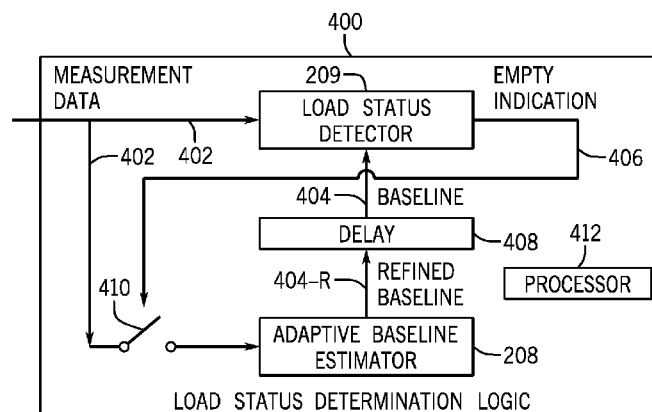 400
MEASUREMENT
DATA
209
EMPTY
INDICATION
LOAD STATUS
DETECTOR
402
402
406
404
BASELINE
DELAY
408
412
PROCESSOR
410
404-R
REFINED
BASELINE
ADAPTIVE BASELINE
ESTIMATOR
208
LOAD STATUS DETERMINATION LOGIC